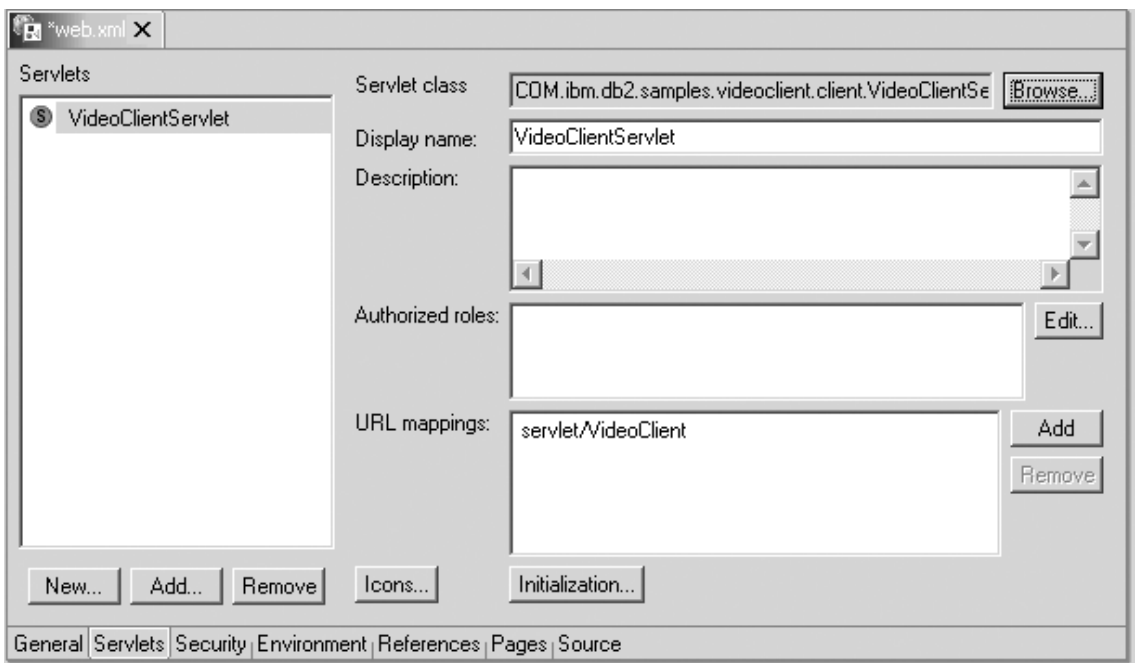 *web.xml
Servlets
VideoClientServlet
New...
Add...
Remove
Servlet class
COM.ibm.db2.samples.videoclient.client.VideoClientSe
Browse...
Display name:
VideoClientServlet
Description:
Authorized roles:
Edit...
URL mappings:
servlet/VideoClient
Add
Remove
Icons...
Initialization...
General Servlets Security Environment References Pages Source